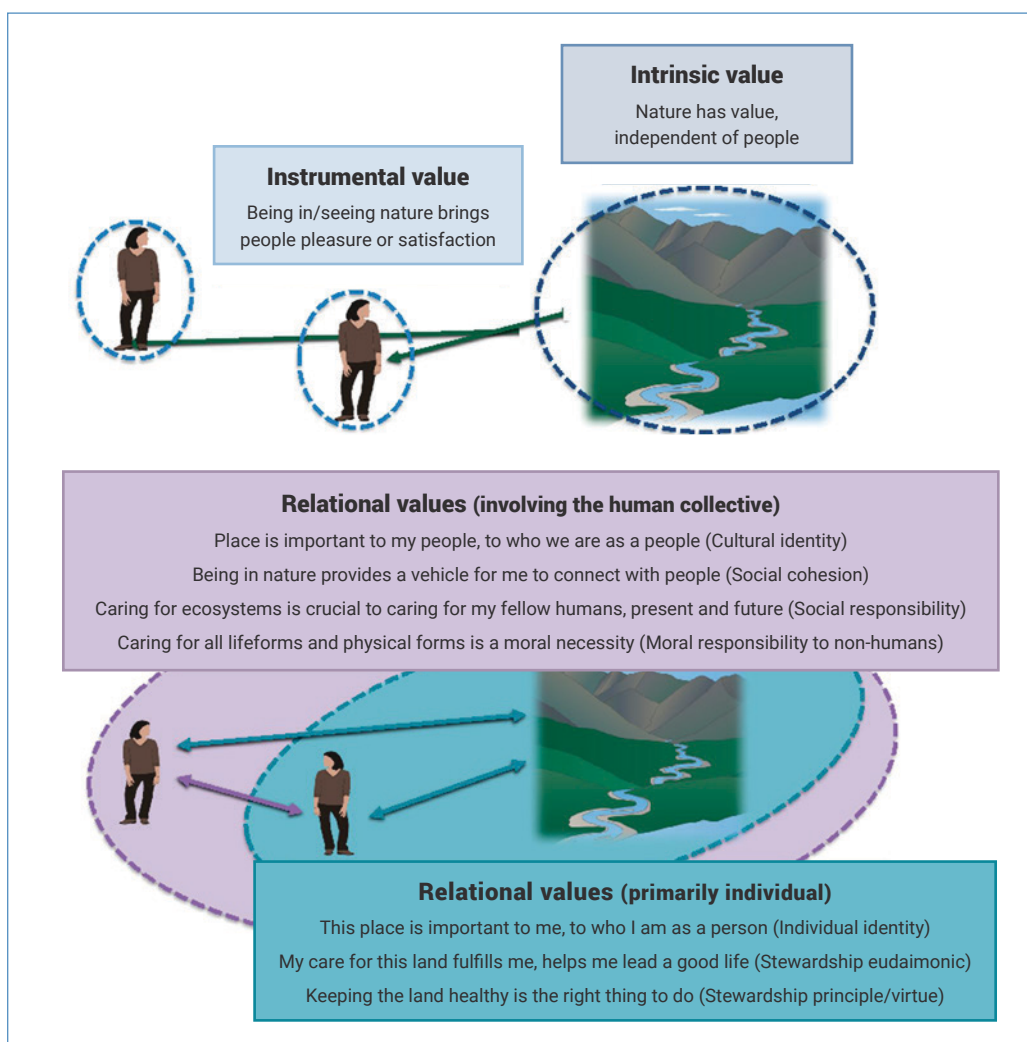 Intrinsic value
Nature has value,
independent of people
Instrumental value
Being in/seeing nature brings
people pleasure or satisfaction
Relational values (involving the human collective)
Place is important to my people, to who we are as a people (Cultural identity)
Being in nature provides a vehicle for me to connect with people (Social cohesion)
Caring for ecosystems is crucial to caring for my fellow humans, present and future (Social responsibility)
Caring for all lifeforms and physical forms is a moral necessity (Moral responsibility to non-humans)
Relational values (primarily individual)
This place is important to me, to who I am as a person (Individual identity)
My care for this land fulfills me, helps me lead a good life (Stewardship eudaimonic)
Keeping the land healthy is the right thing to do (Stewardship principle/virtue)